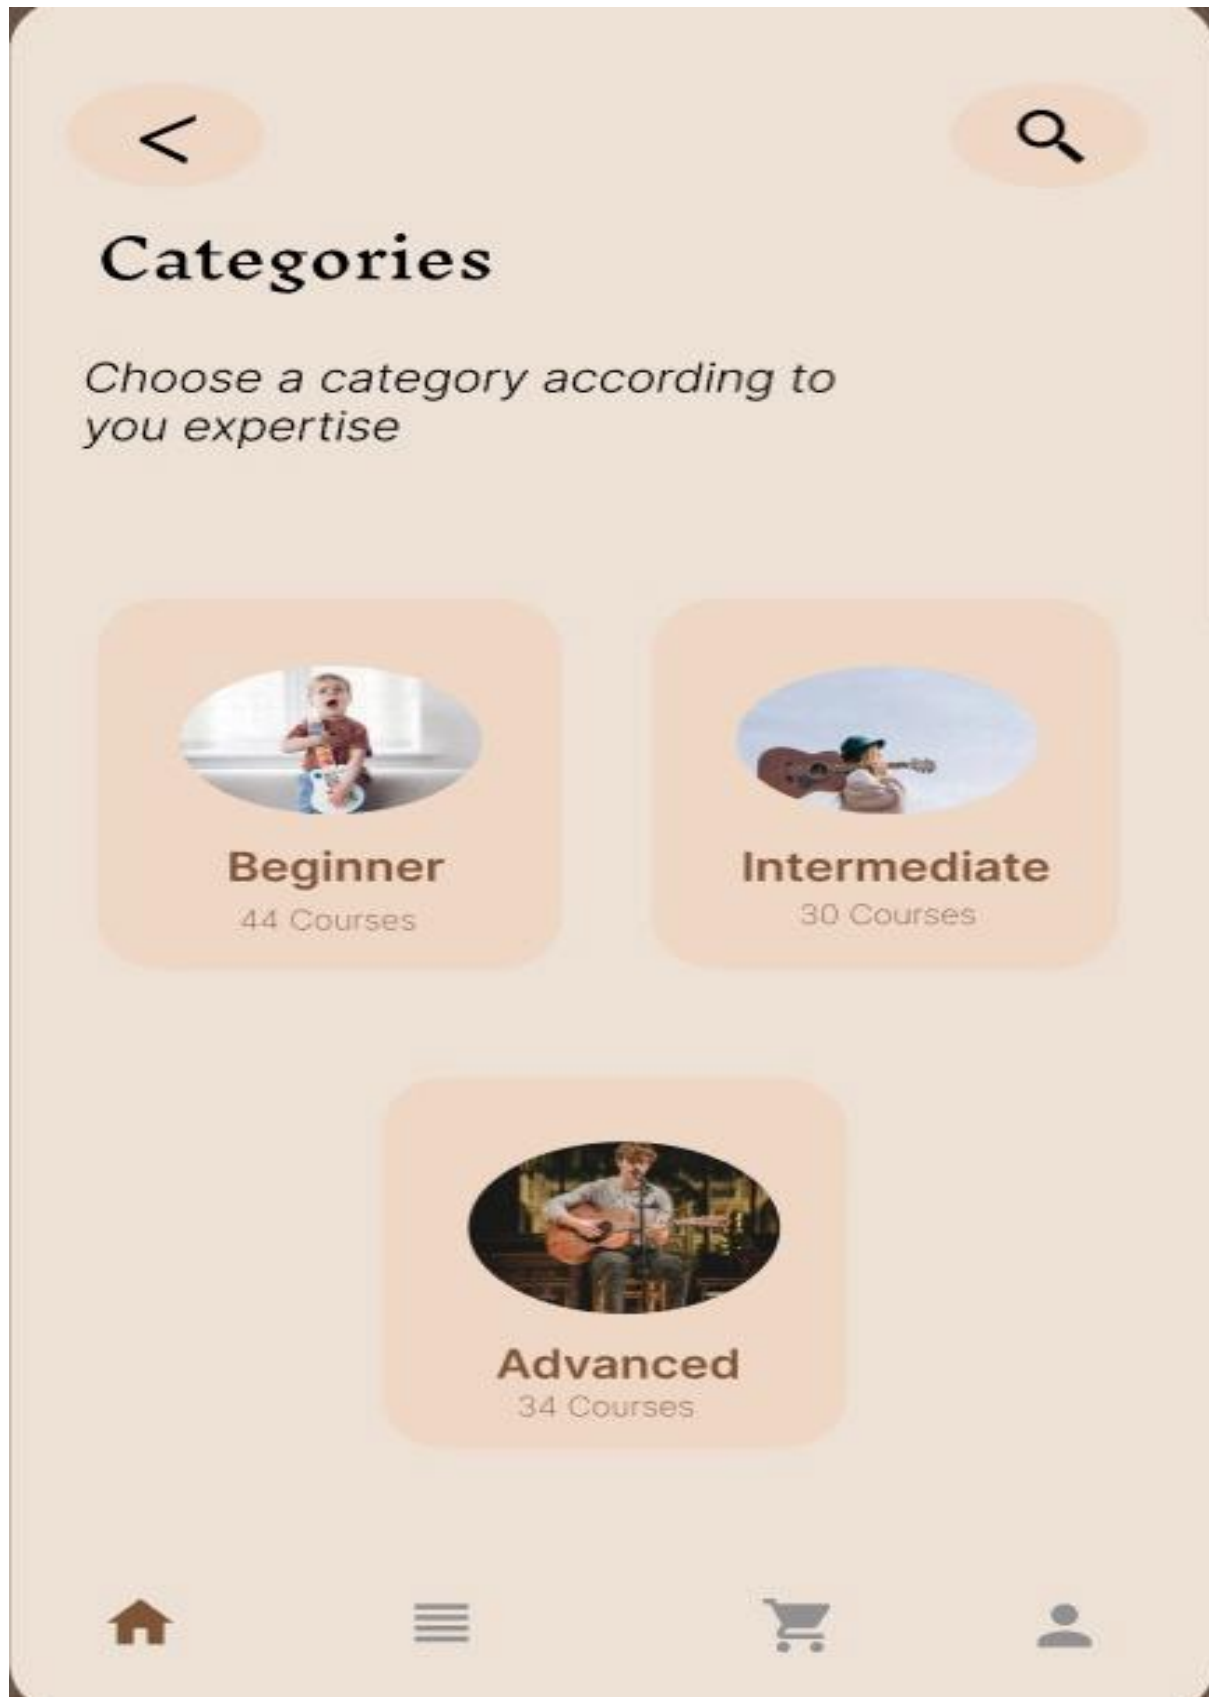 Categories
Choose a category according to
you expertise
Beginner
44 Courses
Intermediate
30 Courses
Advanced
34 Courses